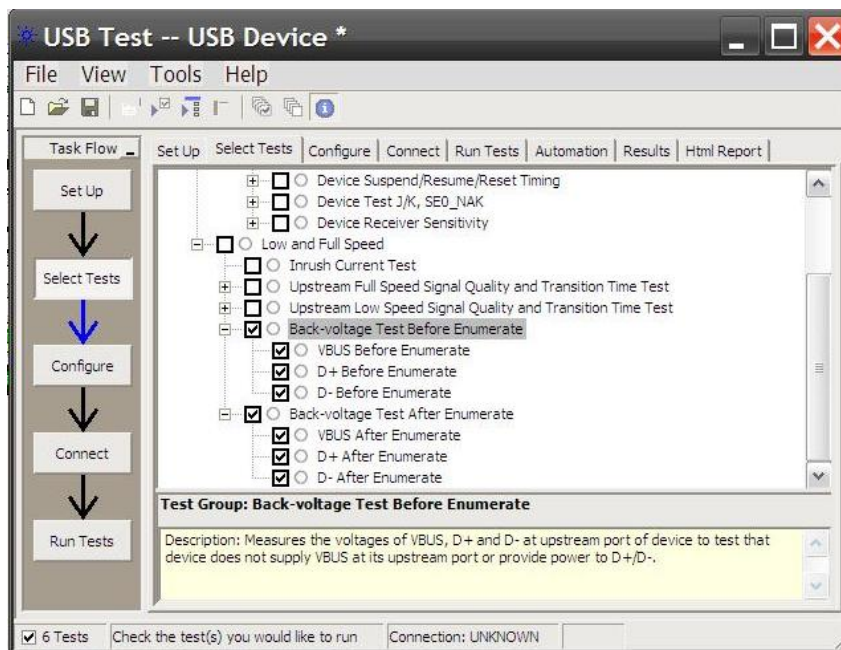 USB Test -- USB Device *
File View Tools Help
Task Flow
Set Up Select Tests Configure Connect Run Tests Automation Results Html Report
Set Up
Select Tests
Configure
Connect
Run Tests
Device Suspend/Resume/Reset Timing
Device Test J/K, SE0_NAK
Device Receiver Sensitivity
Low and Full Speed
Inrush Current Test
Upstream Full Speed Signal Quality and Transition Time Test
Upstream Low Speed Signal Quality and Transition Time Test
Back-voltage Test Before Enumerate
VBUS Before Enumerate
D+ Before Enumerate
D- Before Enumerate
Back-voltage Test After Enumerate
VBUS After Enumerate
D+ After Enumerate
D- After Enumerate
Test Group: Back-voltage Test Before Enumerate
Description: Measures the voltages of VBUS, D+ and D- at upstream port of device to test that
device does not supply VBUS at its upstream port or provide power to D+/D-.
6 Tests Check the test(s) you would like to run Connection: UNKNOWN